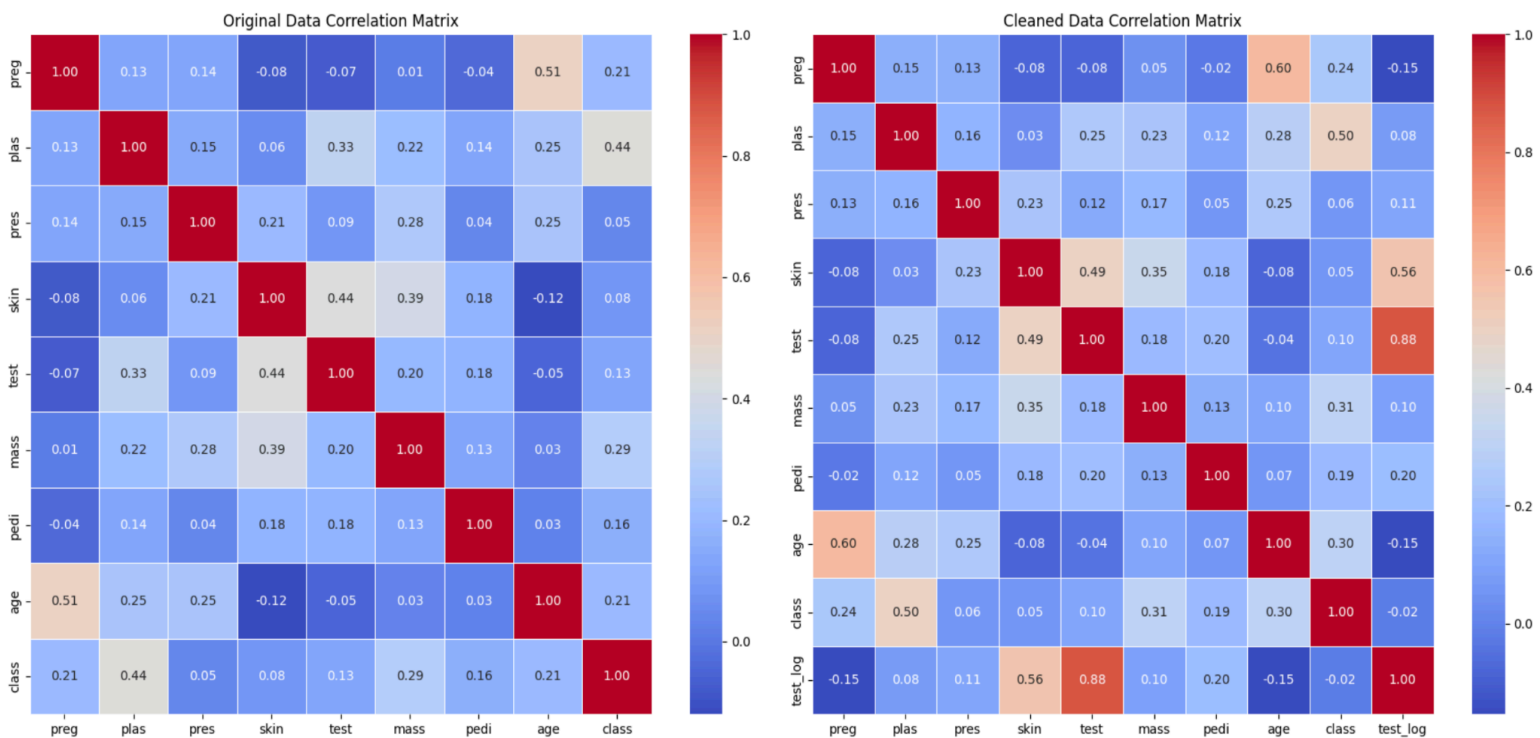 Original Data Correlation Matrix
preg 1.00 0.13 0.14 -0.08 -0.07 0.01 -0.04 0.51 0.21
plas 0.13 1.00 0.15 0.06 0.33 0.22 0.14 0.25 0.44
pres 0.14 0.15 1.00 0.21 0.09 0.28 0.04 0.25 0.05
skin -0.08 0.06 0.21 1.00 0.44 0.39 0.18 -0.12 0.08
test -0.07 0.33 0.09 0.44 1.00 0.20 0.18 -0.05 0.13
mass 0.01 0.22 0.28 0.39 0.20 1.00 0.13 0.03 0.29
pedi -0.04 0.14 0.04 0.18 0.18 0.13 1.00 0.03 0.16
age 0.51 0.25 0.25 -0.12 -0.05 0.03 0.03 1.00 0.21
class 0.21 0.44 0.05 0.08 0.13 0.29 0.16 0.21 1.00
preg plas pres skin test mass pedi age class
1.0
0.8
0.6
0.4
0.2
0.0
Cleaned Data Correlation Matrix
preg 1.00 0.15 0.13 -0.08 -0.08 0.05 -0.02 0.60 0.24 -0.15
plas 0.15 1.00 0.16 0.03 0.25 0.23 0.12 0.28 0.50 0.08
pres 0.13 0.16 1.00 0.23 0.12 0.17 0.05 0.25 0.06 0.11
skin -0.08 0.03 0.23 1.00 0.49 0.35 0.18 -0.08 0.05 0.56
test -0.08 0.25 0.12 0.49 1.00 0.18 0.20 -0.04 0.10 0.88
mass 0.05 0.23 0.17 0.35 0.18 1.00 0.13 0.10 0.31 0.10
pedi -0.02 0.12 0.05 0.18 0.20 0.13 1.00 0.07 0.19 0.20
age 0.60 0.28 0.25 -0.08 -0.04 0.10 0.07 1.00 0.30 -0.15
class 0.24 0.50 0.06 0.05 0.10 0.31 0.19 0.30 1.00 -0.02
test_log -0.15 0.08 0.11 0.56 0.88 0.10 0.20 -0.15 -0.02 1.00
preg plas pres skin test mass pedi age class test_log
1.0
0.8
0.6
0.4
0.2
0.0